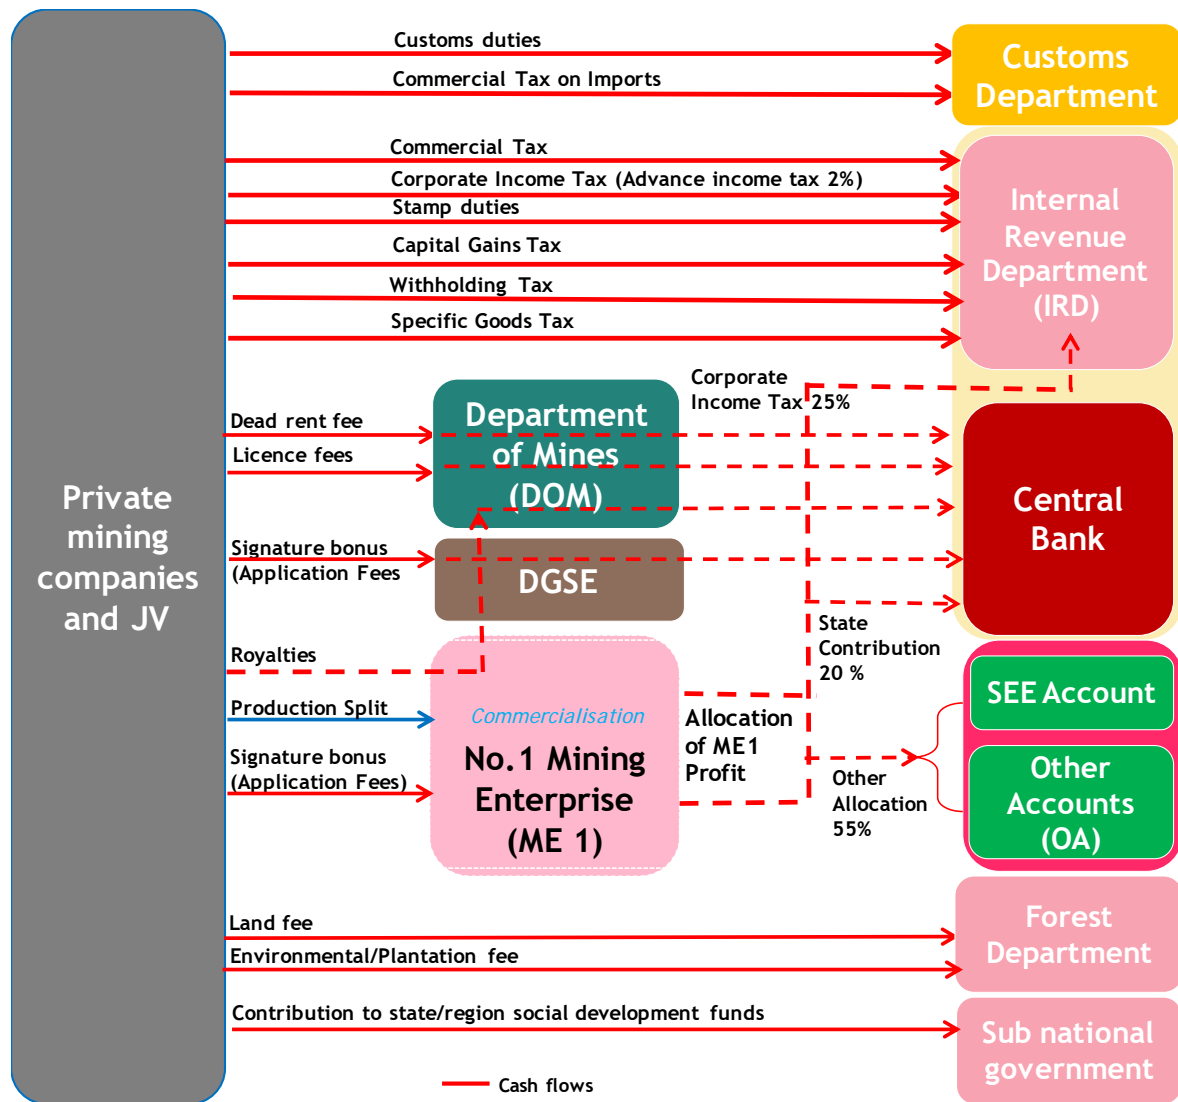 Private
mining
companies
and JV
Customs duties
Commercial Tax on Imports
Customs
Department
Commercial Tax
Corporate Income Tax (Advance income tax 2%)
Stamp duties
Capital Gains Tax
Withholding Tax
Specific Goods Tax
Internal
Revenue
Department
(IRD)
Corporate
Income Tax 25%
Dead rent fee
Licence fees
Department
of Mines
(DOM)
Central
Bank
Signature bonus
(Application Fees
DGSE
State
Contribution
20 %
Royalties
Production Split
Signature bonus
(Application Fees)
Commercialisation
No.1 Mining
Enterprise
(ME 1)
Allocation
of ME1
Profit
Other
Allocation
55%
SEE Account
Other
Accounts
(OA)
Land fee
Environmental/Plantation fee
Forest
Department
Contribution to state/region social development funds
Sub national
government
Cash flows